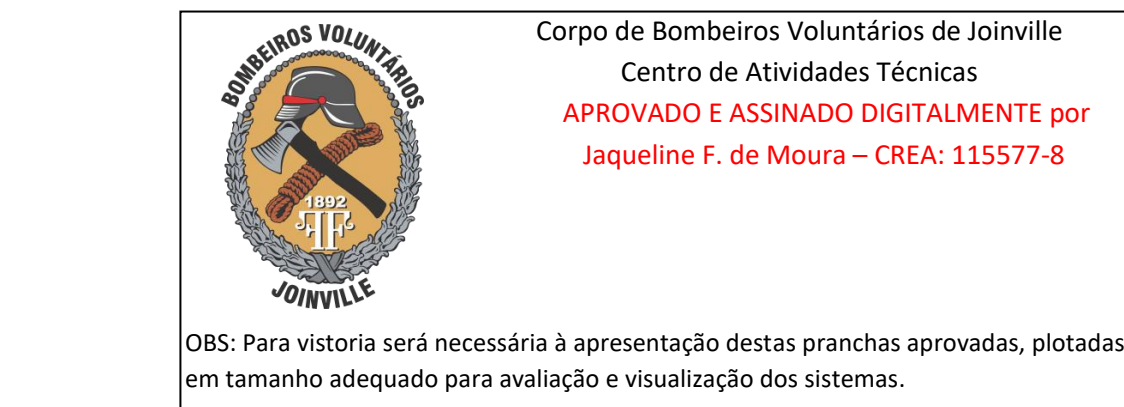 BOMBEIROS VOLUNTÁRIOS
1892
JOINVILLE
Corpo de Bombeiros Voluntários de Joinville
Centro de Atividades Técnicas
APROVADO E ASSINADO DIGITALMENTE por
Jaqueline F. de Moura – CREA: 115577-8
OBS: Para vistoria será necessária à apresentação destas pranchas aprovadas, plotadas
em tamanho adequado para avaliação e visualização dos sistemas.